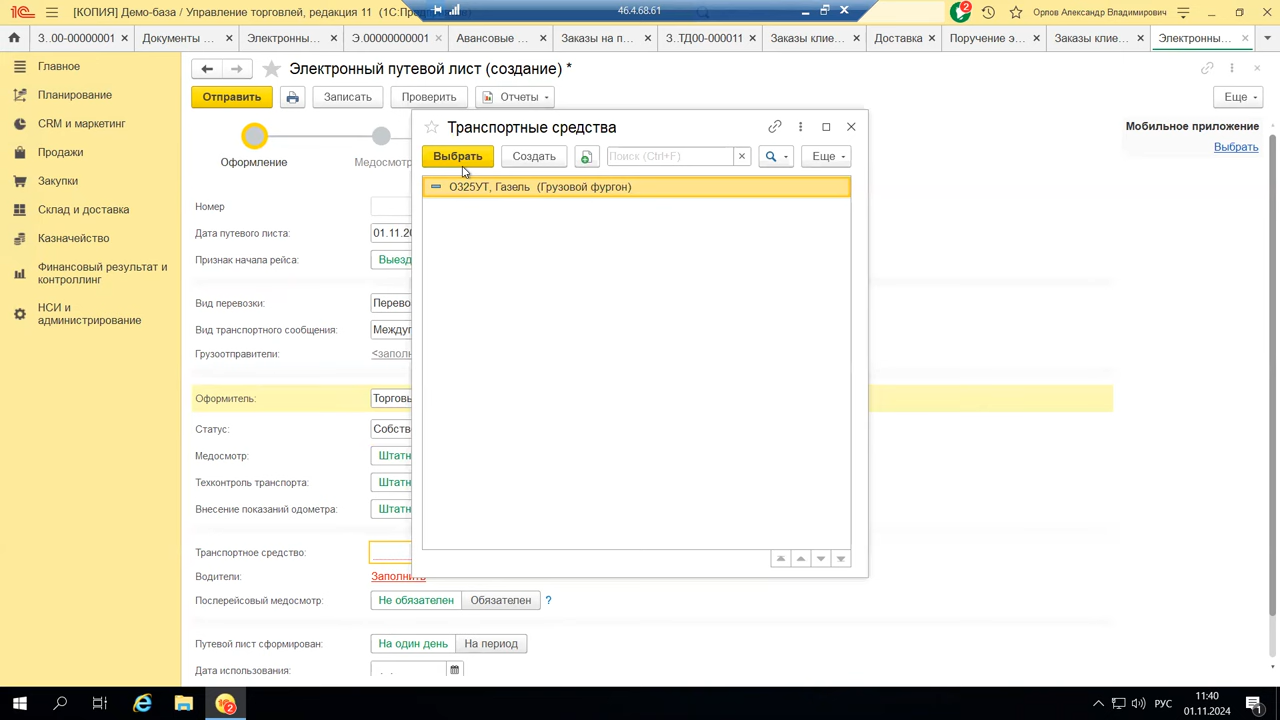 [КОПИЯ] Демо-база / Управление торговлей, редакция 11 (1С:Пр
46.4.68.61
Орлов Александр Владимирович
З..00-00000001
Документы ...
Электронны...
Э.00000000001
Авансовые ...
Заказы на п...
З..ТД00-000011
Заказы клие...
Доставка
Поручение э...
Заказы клие...
Электронны...
Главное
Планирование
CRM и маркетинг
Продажи
Закупки
Склад и доставка
Казначейство
Финансовый результат и
контроллинг
НСИ и
администрирование
Электронный путевой лист (создание) *
Отправить
Записать
Проверить
Отчеты
Еще
Оформление
Медосмотр
Мобильное приложение
Выбрать
Номер
Дата путевого листа:
01.11.20
Признак начала рейса:
Выезд
Вид перевозки:
Перево
Вид транспортного сообщения:
Междуг
Грузоотправители:
<заполн
Оформитель:
Торговы
Статус:
Собств
Медосмотр:
Штатн
Техконтроль транспорта:
Штатн
Внесение показаний одометра:
Штатн
Транспортное средство:
Водители:
Заполнить
Посперейсовый медосмотр:
Не обязателен
Обязателен
?
Путевой лист сформирован:
На один день
На период
Дата использования:
Транспортные средства
Выбрать
Создать
Поиск (Ctrl+F)
Еще
О325УТ, Газель (Грузовой фургон)
РУС
11:40
01.11.2024